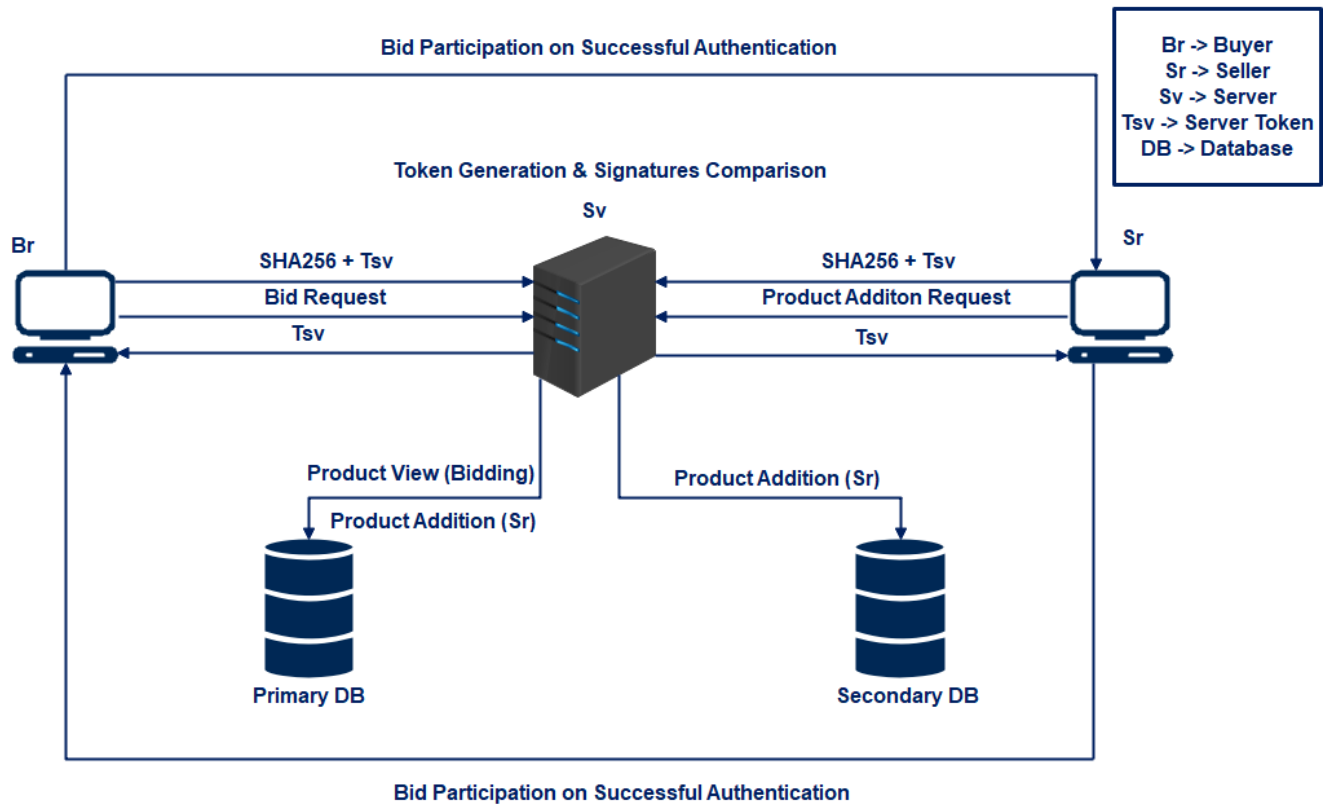 Bid Participation on Successful Authentication
Br -> Buyer
Sr -> Seller
Sv -> Server
Tsv -> Server Token
DB -> Database
Token Generation & Signatures Comparison
Sv
Br
Sr
SHA256 + Tsv
SHA256 + Tsv
Bid Request
Product Additon Request
Tsv
Tsv
Product View (Bidding)
Product Addition (Sr)
Product Addition (Sr)
Primary DB
Secondary DB
Bid Participation on Successful Authentication